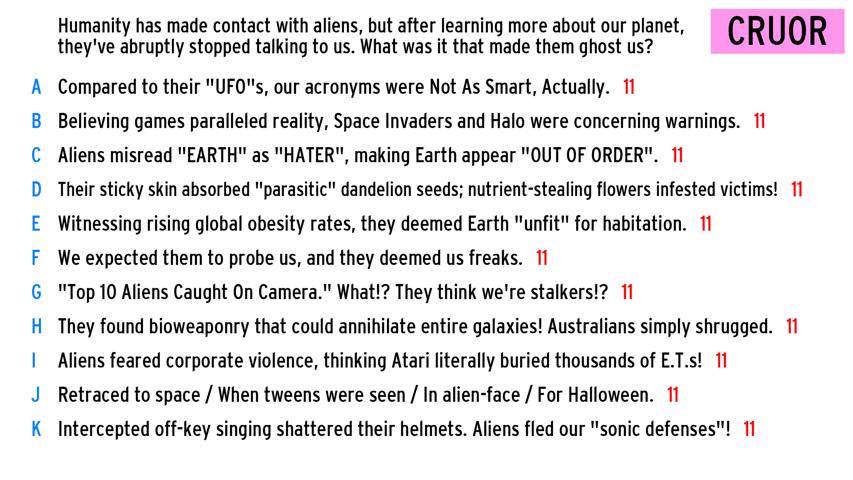 Humanity has made contact with aliens, but after learning more about our planet,
they've abruptly stopped talking to us. What was it that made them ghost us?
CRUOR
A Compared to their "UFO"s, our acronyms were Not As Smart, Actually. 11
B Believing games paralleled reality, Space Invaders and Halo were concerning warnings. 11
C Aliens misread "EARTH" as "HATER", making Earth appear "OUT OF ORDER". 11
D Their sticky skin absorbed "parasitic" dandelion seeds; nutrient-stealing flowers infested victims! 11
E Witnessing rising global obesity rates, they deemed Earth "unfit" for habitation. 11
F We expected them to probe us, and they deemed us freaks. 11
G "Top 10 Aliens Caught On Camera." What!? They think we're stalkers!? 11
H They found bioweaponry that could annihilate entire galaxies! Australians simply shrugged. 11
I Aliens feared corporate violence, thinking Atari literally buried thousands of E.T.s! 11
J Retraced to space / When tweens were seen / In alien-face / For Halloween. 11
K Intercepted off-key singing shattered their helmets. Aliens fled our "sonic defenses"! 11